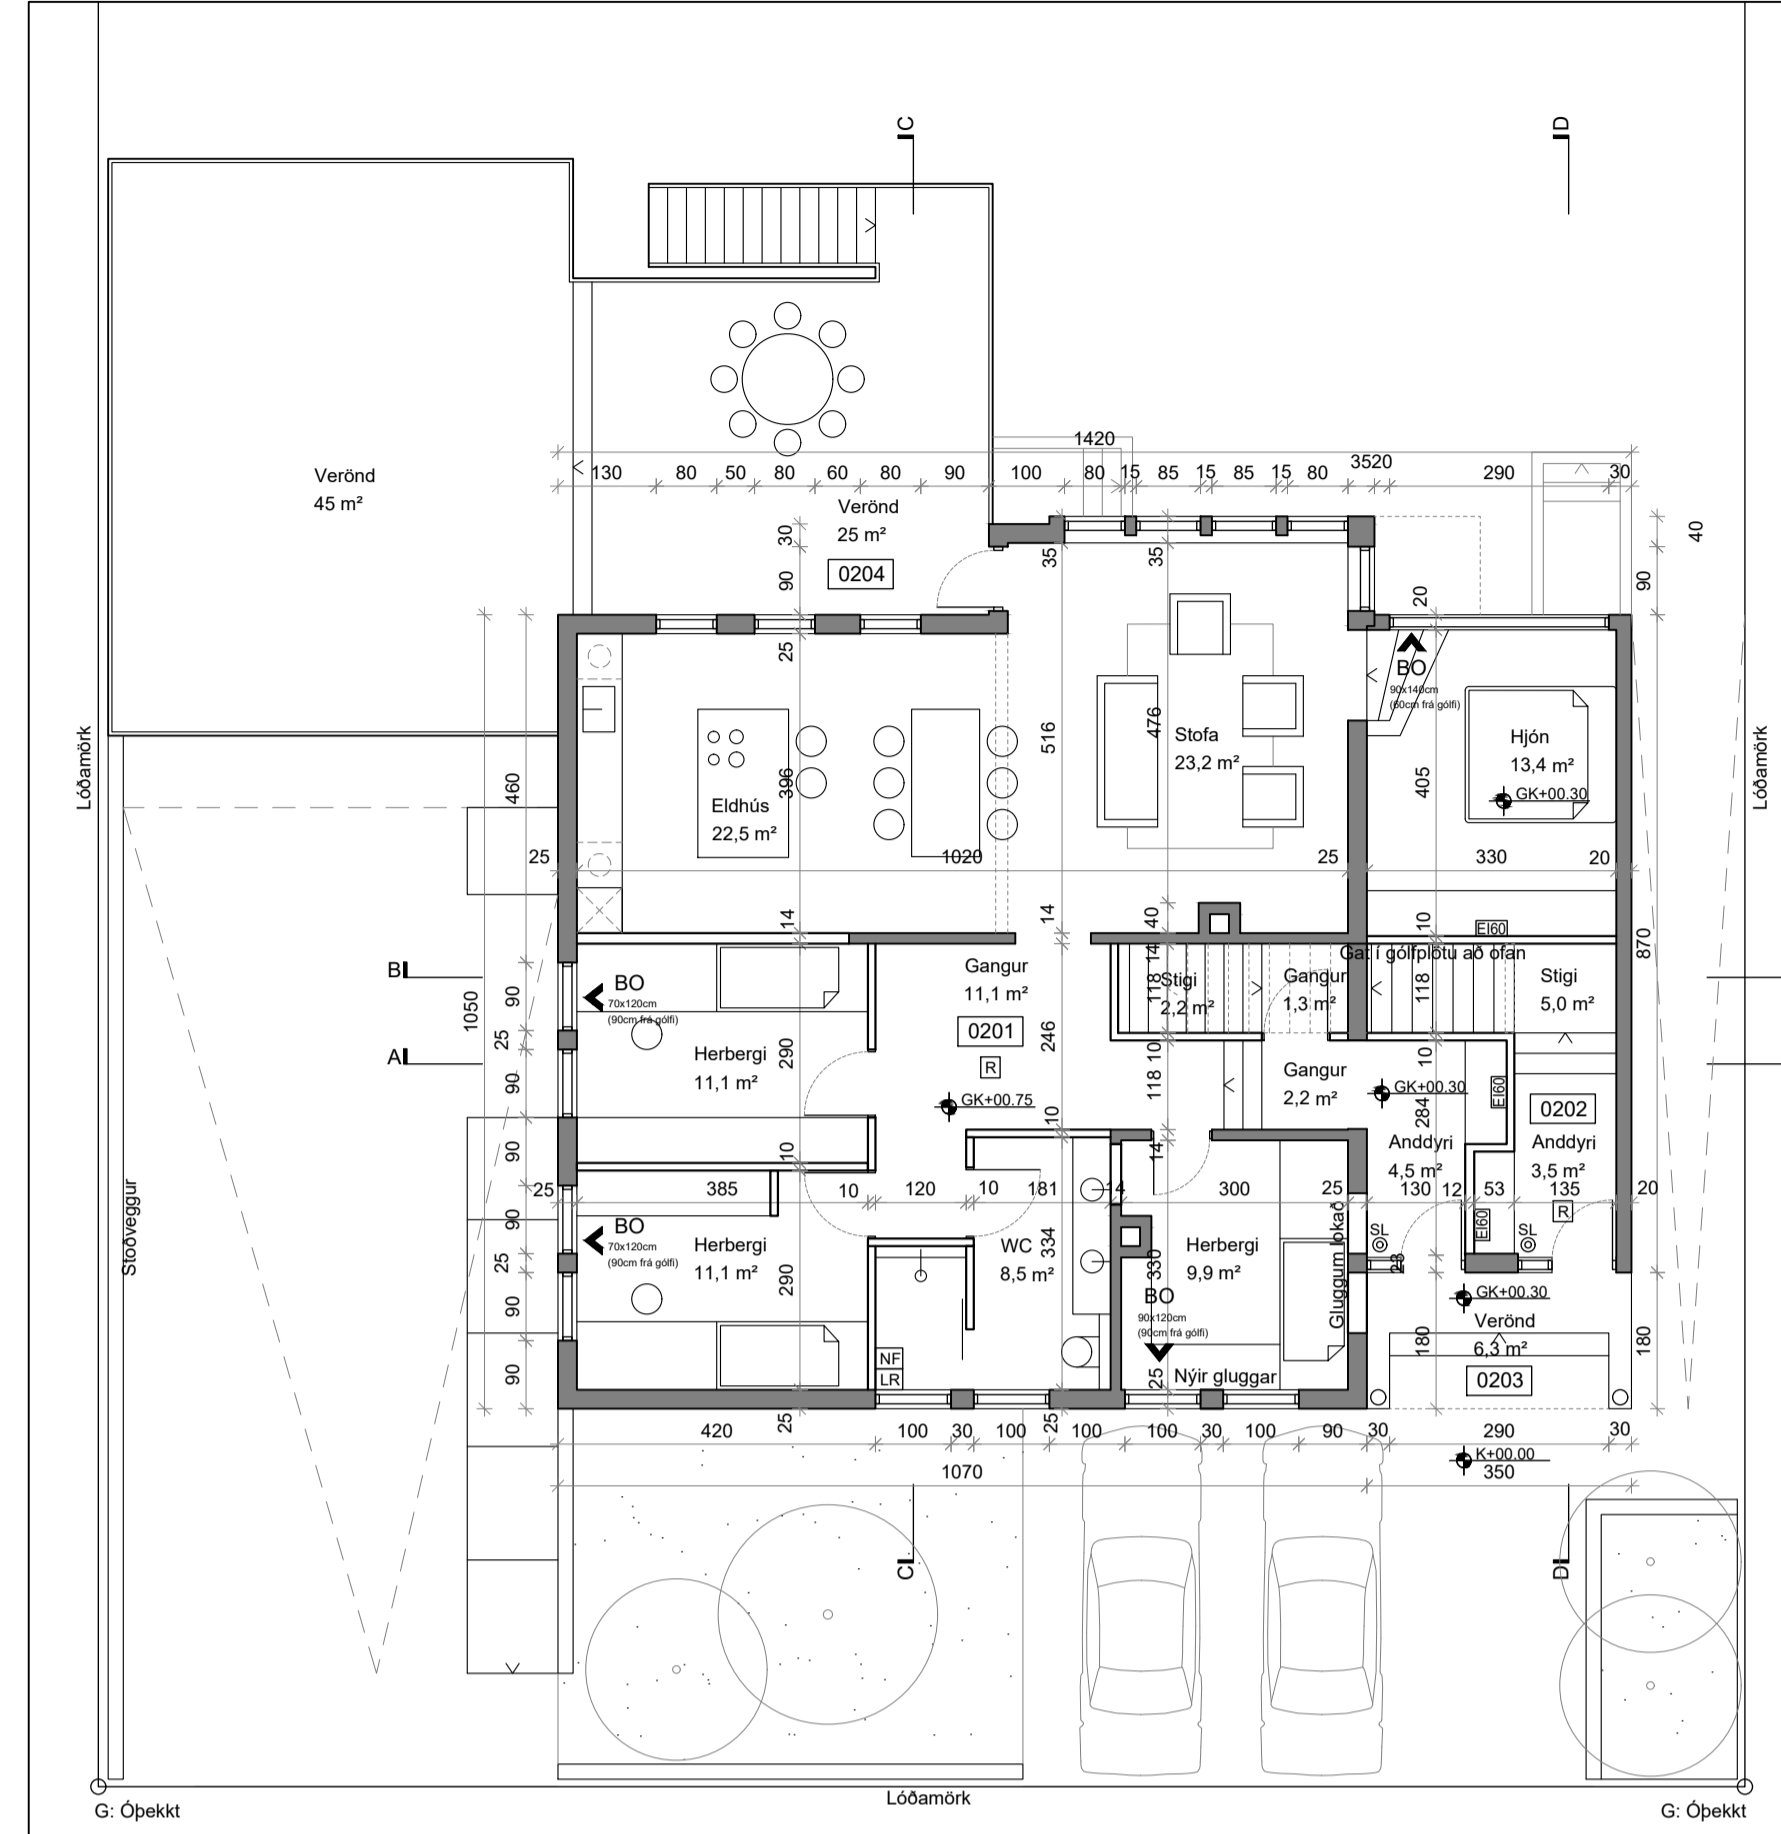 C
D
1420
3520
130 80 50 80 60 80 90 100 80 15 85 15 85 15 80 290 30
Verönd
45 m²
Verönd
25 m²
0204
30
90
25
35
35
40
90
20
BO
90x140cm
(60cm frá gólfi)
Hjón
13,4 m²
GK+00.30
Stofa
23,2 m²
476
516
396
405
460
Eldhús
22,5 m²
Lóðamörk
Lóðamörk
25
1020
25
330
20
14
14
40
14
10
EI60
870
Gat í gólfplötu að ofan
B
A
1050
90
25
90
90
90
25
90
90
BO
70x120cm
(90cm frá gólfi)
Herbergi
11,1 m²
290
Gangur
11,1 m²
0201
R
246
GK+00.75
Stigi
2,2 m²
118
Gangur
1,3 m²
118
Stigi
5,0 m²
10
118
10
Gangur
2,2 m²
GK+00.30
284
EI60
0202
Anddyri
4,5 m²
Anddyri
3,5 m²
R
10
10
14
25
385
10
120
10
181
14
300
25
130
12
53
135
20
Stoðveggur
BO
70x120cm
(90cm frá gólfi)
Herbergi
11,1 m²
290
WC
8,5 m²
334
330
Herbergi
9,9 m²
BO
90x120cm
(90cm frá gólfi)
Gluggum lokað
SL
EI60
SL
23
GK+00.30
Verönd
6,3 m²
0203
180
180
NF
LR
Nýir gluggar
25
25
25
420 100 30 100 100 100 30 100 90 30 290 30
K+00.00
1070
350
C
D
Lóðamörk
G: Óþekkt
G: Óþekkt